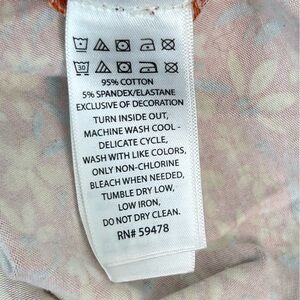 30
95% COTTON
5% SPANDEX/ELASTANE
EXCLUSIVE OF DECORATION
TURN INSIDE OUT,
MACHINE WASH COOL -
DELICATE CYCLE,
WASH WITH LIKE COLORS,
ONLY NON-CHLORINE
BLEACH WHEN NEEDED,
TUMBLE DRY LOW,
LOW IRON,
DO NOT DRY CLEAN.
RN# 59478